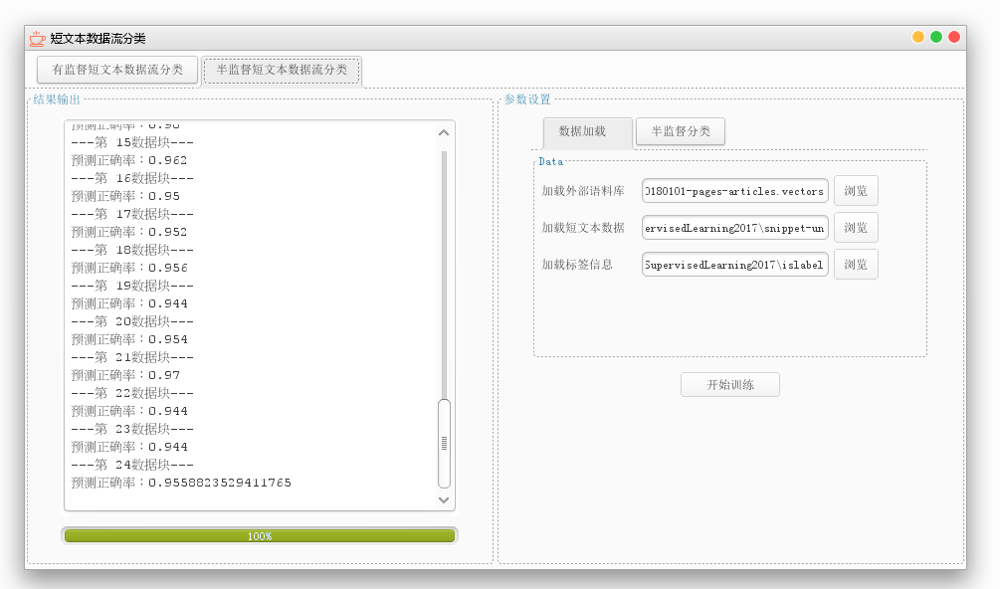 短文本数据流分类
有监督短文本数据流分类
半监督短文本数据流分类
结果输出
预测正确率：0.96
---第 15数据块---
预测正确率：0.962
---第 16数据块---
预测正确率：0.95
---第 17数据块---
预测正确率：0.952
---第 18数据块---
预测正确率：0.956
---第 19数据块---
预测正确率：0.944
---第 20数据块---
预测正确率：0.954
---第 21数据块---
预测正确率：0.97
---第 22数据块---
预测正确率：0.944
---第 23数据块---
预测正确率：0.944
---第 24数据块---
预测正确率：0.9558823529411765
100%
参数设置
数据加载
半监督分类
Data
加载外部语料库 0180101-pages-articles.vectors 浏览
加载短文本数据 ervisedLearning2017\snippet-un 浏览
加载标签信息 SupervisedLearning2017\islabel 浏览
开始训练